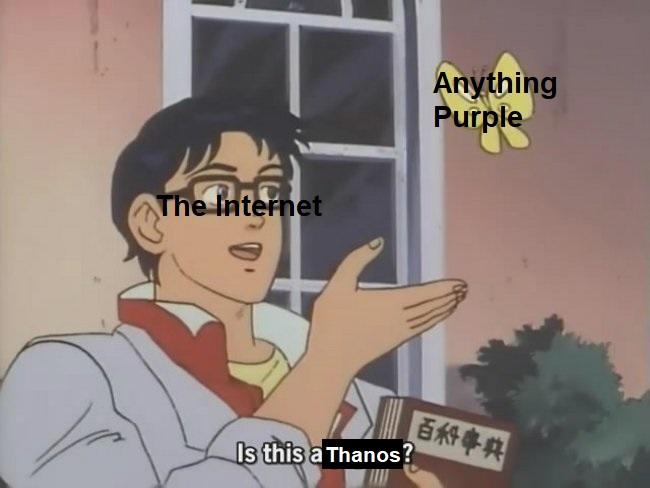 Anything
Purple
The Internet
百科事典
Is this a Thanos?